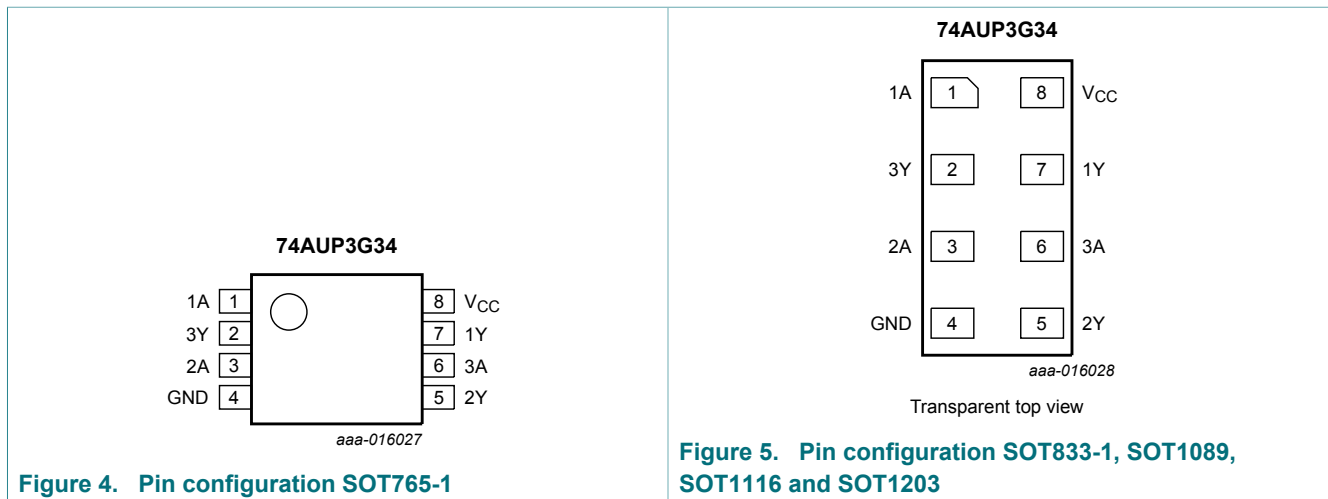 74AUP3G34
1A 1
8 VCC
3Y 2
7 1Y
2A 3
6 3A
GND 4
5 2Y
aaa-016027
Figure 4. Pin configuration SOT765-1
74AUP3G34
1A 1
8 VCC
3Y 2
7 1Y
2A 3
6 3A
GND 4
5 2Y
aaa-016028
Transparent top view
Figure 5. Pin configuration SOT833-1, SOT1089,
SOT1116 and SOT1203